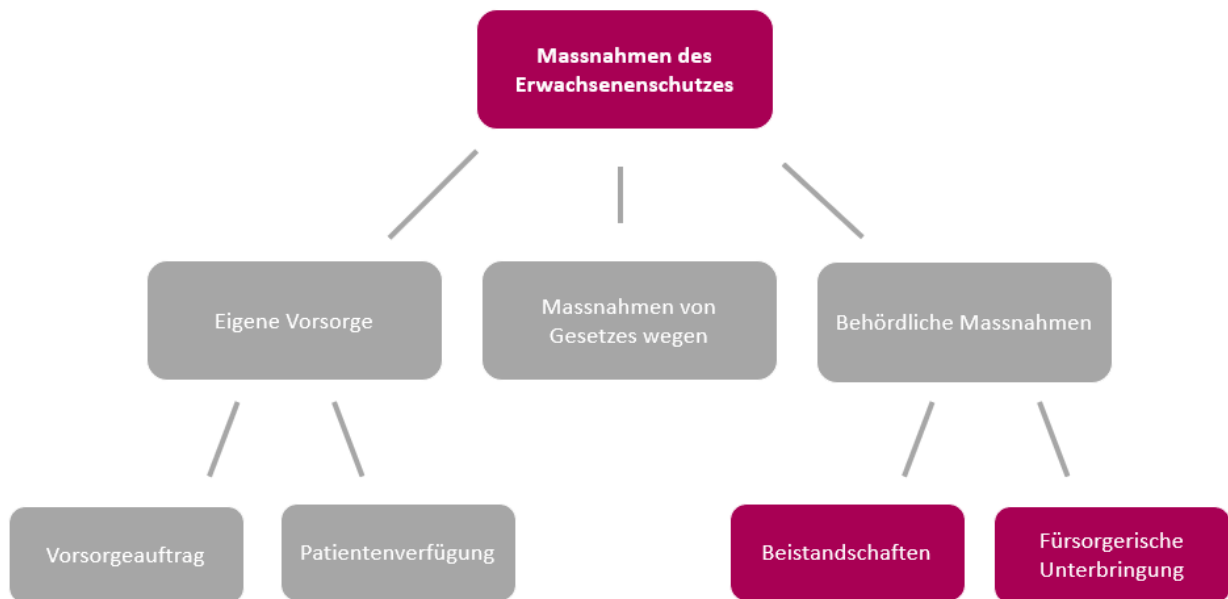 Massnahmen des
Erwachsenenschutzes
Eigene Vorsorge
Massnahmen von
Gesetzes wegen
Behördliche Massnahmen
Vorsorgeauftrag
Patientenverfügung
Beistandschaften
Fürsorgerische
Unterbringung